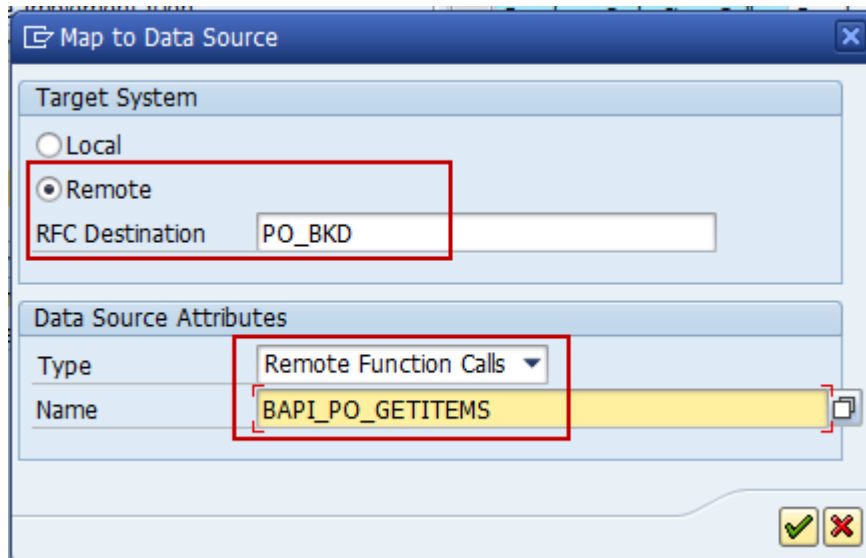 Map to Data Source
Target System
Local
Remote
RFC Destination PO_BKD
Data Source Attributes
Type Remote Function Calls
Name BAPI_PO_GETITEMS